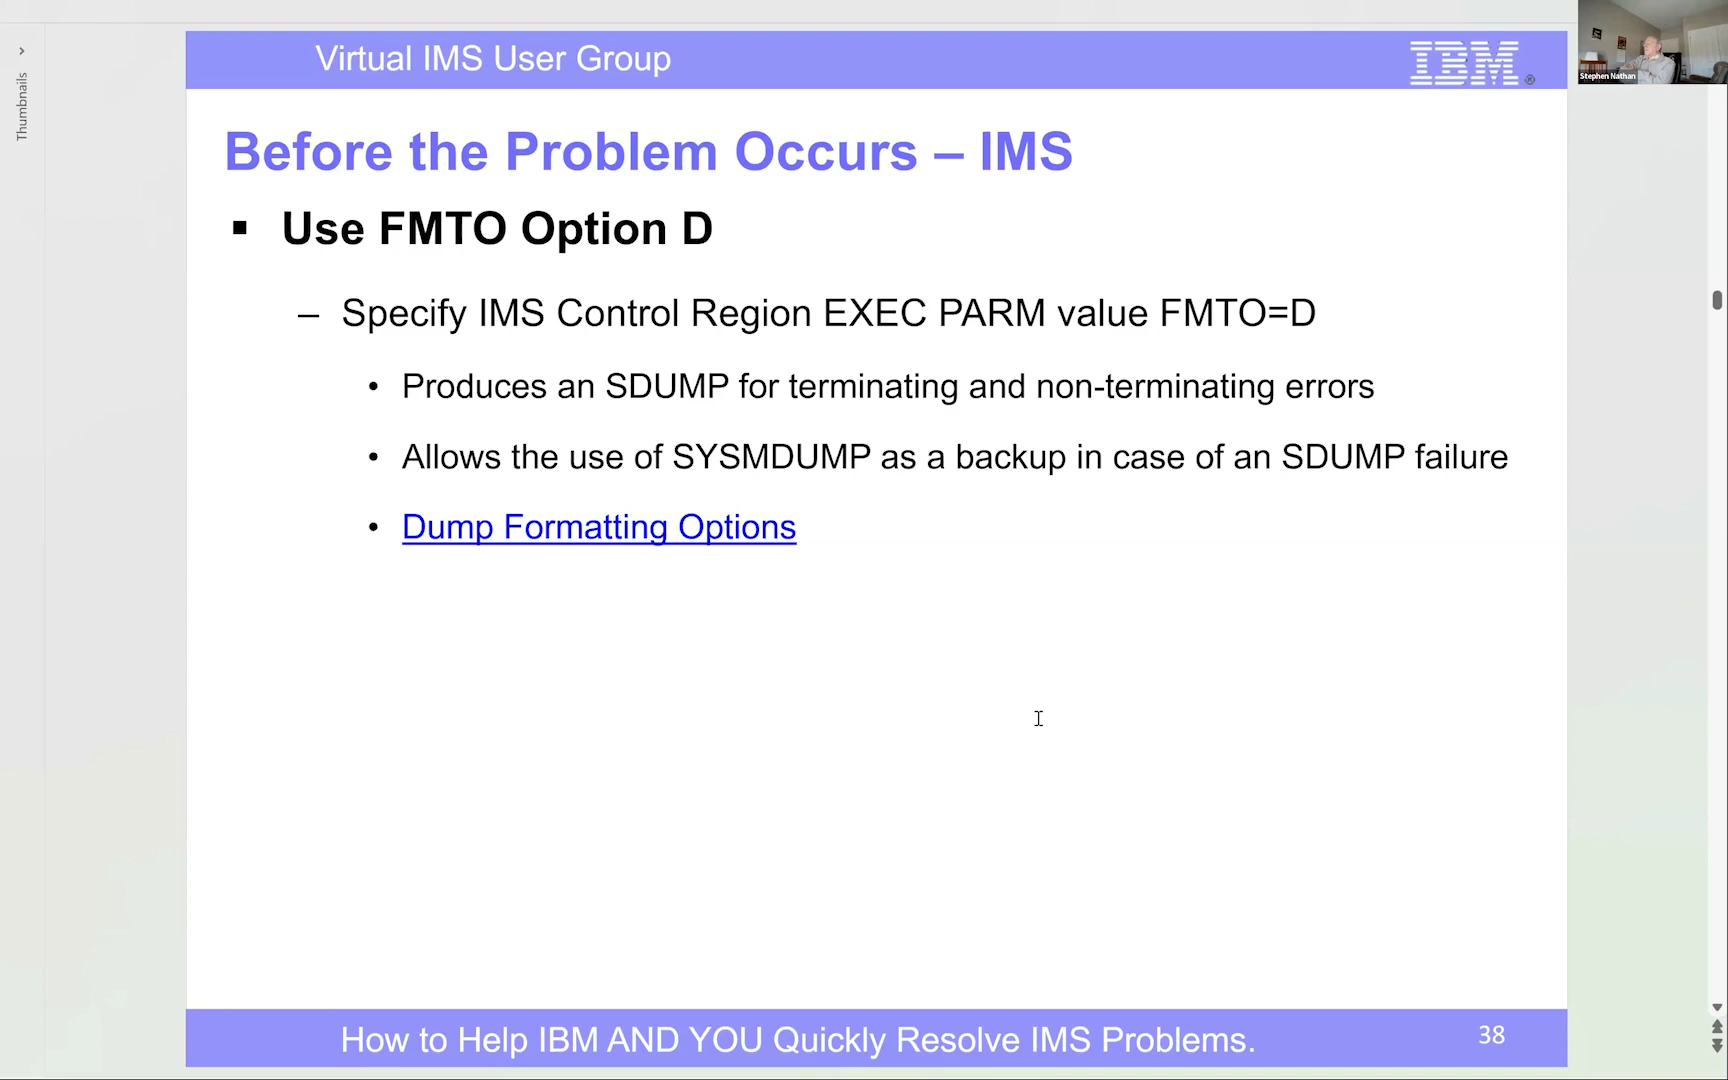 Thumbnails
Virtual IMS User Group
IBM®
Stephen Nathan
Before the Problem Occurs – IMS
▪ Use FMTO Option D
– Specify IMS Control Region EXEC PARM value FMTO=D
• Produces an SDUMP for terminating and non-terminating errors
• Allows the use of SYSMDUMP as a backup in case of an SDUMP failure
• Dump Formatting Options
How to Help IBM AND YOU Quickly Resolve IMS Problems.
38